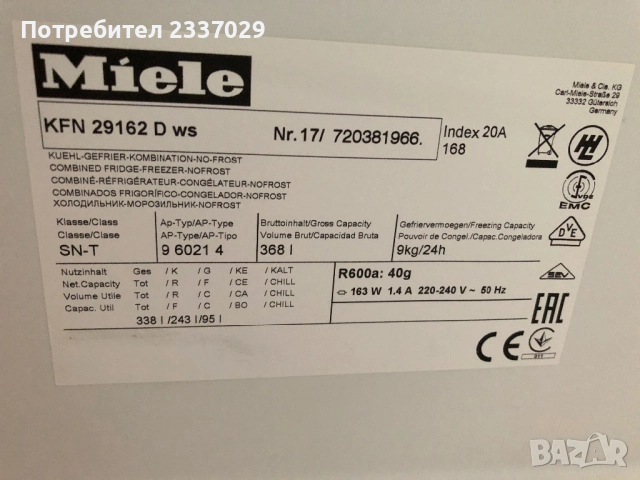 Потребител 2337029
Miele
Miele & Cie. KG
Carl-Miele-Straße 29
33332 Gütersloh
Germany
KFN 29162 D ws
Nr.17/ 720381966.
Index 20A
168
KUEHL-GEFRIER-KOMBINATION-NO-FROST
COMBINED FRIDGE-FREEZER-NOFROST
COMBINÉ-RÉFRIGÉRATEUR-CONGÉLATEUR-NOFROST
COMBINADOS FRIGORÍFICO-CONGELADOR-NOFROST
ХОЛОДИЛЬНИК-МОРОЗИЛЬНИК-NOFROST
VDE
EMC
DVE
Klasse/Class Ap-Typ/AP-Type Bruttoinhalt/Gross Capacity Gefriervermoegen/Freezing Capacity
Classe/Clase AP-Type/AP-Tipo Volume Brut/Capacidad Bruta Pouvoir de Congel./Capac.Congeladora
SN-T 9 6021 4 368 l 9kg/24h
Nutzinhalt Ges / K / G / KE / KALT
Net.Capacity Tot / R / F / CE / CHILL
Volume Utile Tot / R / C / CA / CHILL
Capac. Util Tot / F / C / BO / CHILL
338 l /243 l/95 l
R600a: 40g
163 W 1.4 A 220-240 V ~ 50 Hz
SEV
CE
EAC
011
BAZAR